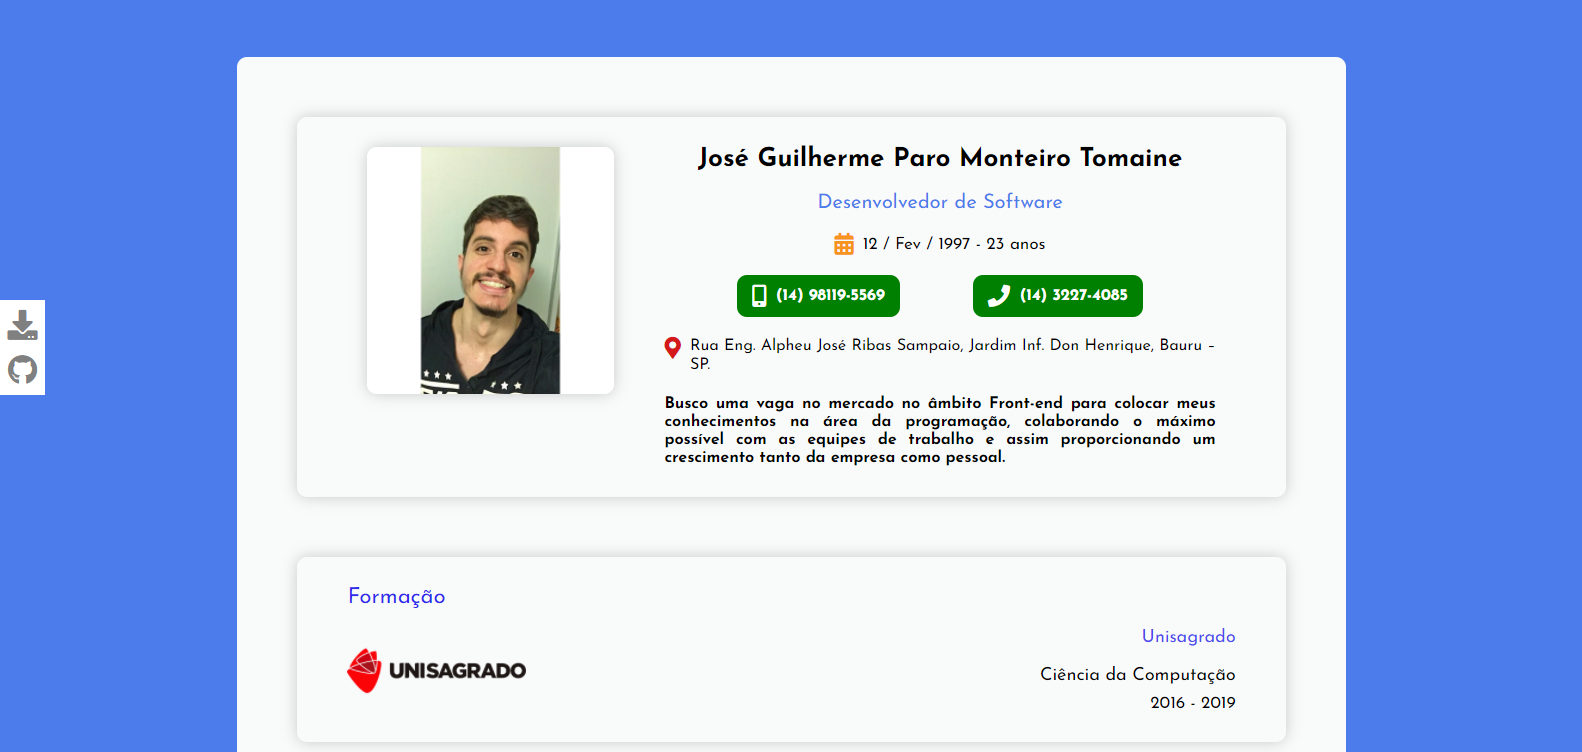 José Guilherme Paro Monteiro Tomaine
Desenvolvedor de Software
12 / Fev / 1997 - 23 anos
(14) 98119-5569
(14) 3227-4085
Rua Eng. Alpheu José Ribas Sampaio, Jardim Inf. Don Henrique, Bauru –
SP.
Busco uma vaga no mercado no âmbito Front-end para colocar meus
conhecimentos na área da programação, colaborando o máximo
possível com as equipes de trabalho e assim proporcionando um
crescimento tanto da empresa como pessoal.
Formação
UNISAGRADO
Unisagrado
Ciência da Computação
2016 - 2019